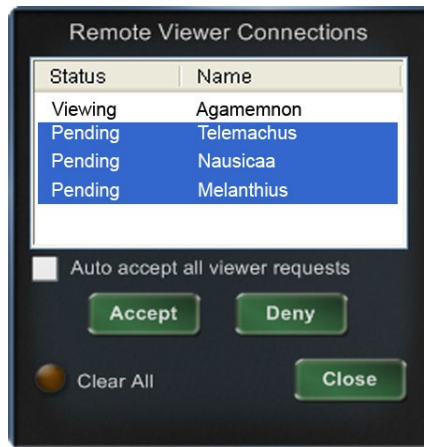 Remote Viewer Connections
Status Name
Viewing Agamemnon
Pending Telemachus
Pending Nausicaa
Pending Melanthius
Auto accept all viewer requests
Accept Deny
Clear All Close